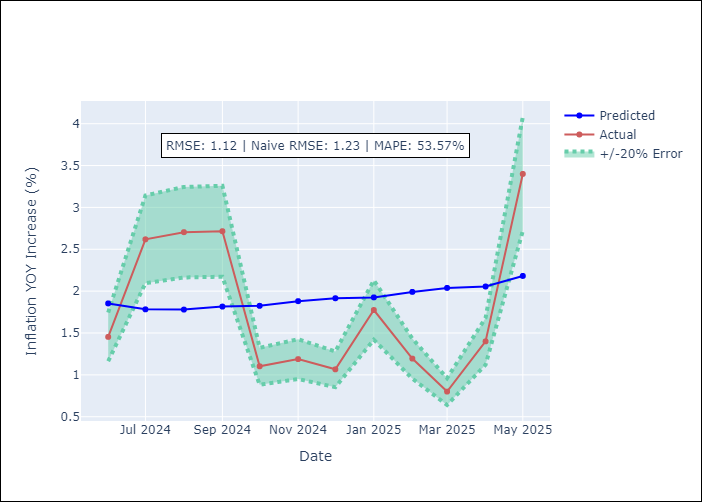 RMSE: 1.12 | Naive RMSE: 1.23 | MAPE: 53.57%
Predicted
Actual
+/-20% Error
Inflation YOY Increase (%)
4
3.5
3
2.5
2
1.5
1
0.5
Jul 2024
Sep 2024
Nov 2024
Jan 2025
Mar 2025
May 2025
Date